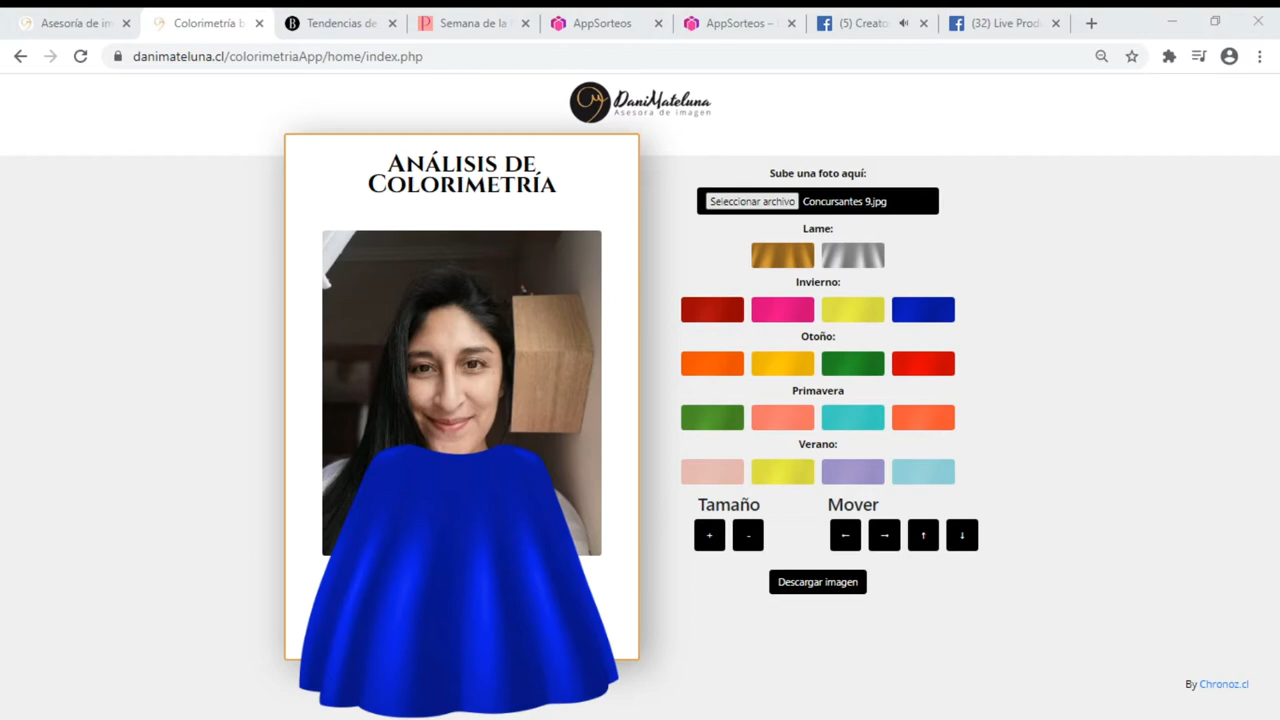 Asesoría de im
Colorimetría b
Tendencias de
Semana de la
AppSorteos
AppSorteos –
(5) Creato
(32) Live Prod
danimateluna.cl/colorimetriaApp/home/index.php
DaniMateluna
Asesora de imagen
Análisis de
Colorimetría
Sube una foto aquí:
Seleccionar archivo Concursantes 9.jpg
Lame:
Invierno:
Otoño:
Primavera
Verano:
Tamaño Mover
+ - ← → ↑ ↓
Descargar imagen
By Chronoz.cl